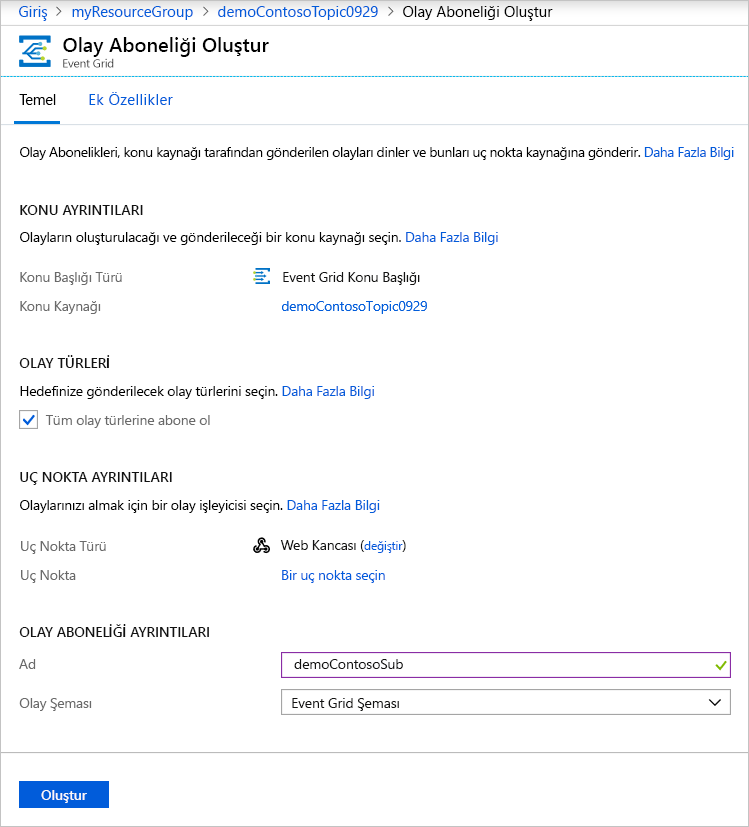 Giriş > myResourceGroup > demoContosoTopic0929 > Olay Aboneliği Oluştur
Olay Aboneliği Oluştur
Event Grid
Temel Ek Özellikler
Olay Abonelikleri, konu kaynağı tarafından gönderilen olayları dinler ve bunları uç nokta kaynağına gönderir. Daha Fazla Bilgi
KONU AYRINTILARI
Olayların oluşturulacağı ve gönderileceği bir konu kaynağı seçin. Daha Fazla Bilgi
Konu Başlığı Türü Event Grid Konu Başlığı
Konu Kaynağı demoContosoTopic0929
OLAY TÜRLERİ
Hedefinize gönderilecek olay türlerini seçin. Daha Fazla Bilgi
Tüm olay türlerine abone ol
UÇ NOKTA AYRINTILARI
Olaylarınızı almak için bir olay işleyicisi seçin. Daha Fazla Bilgi
Uç Nokta Türü Web Kancası (değiştir)
Uç Nokta Bir uç nokta seçin
OLAY ABONELİĞİ AYRINTILARI
Ad demoContosoSub
Olay Şeması Event Grid Şeması
Oluştur